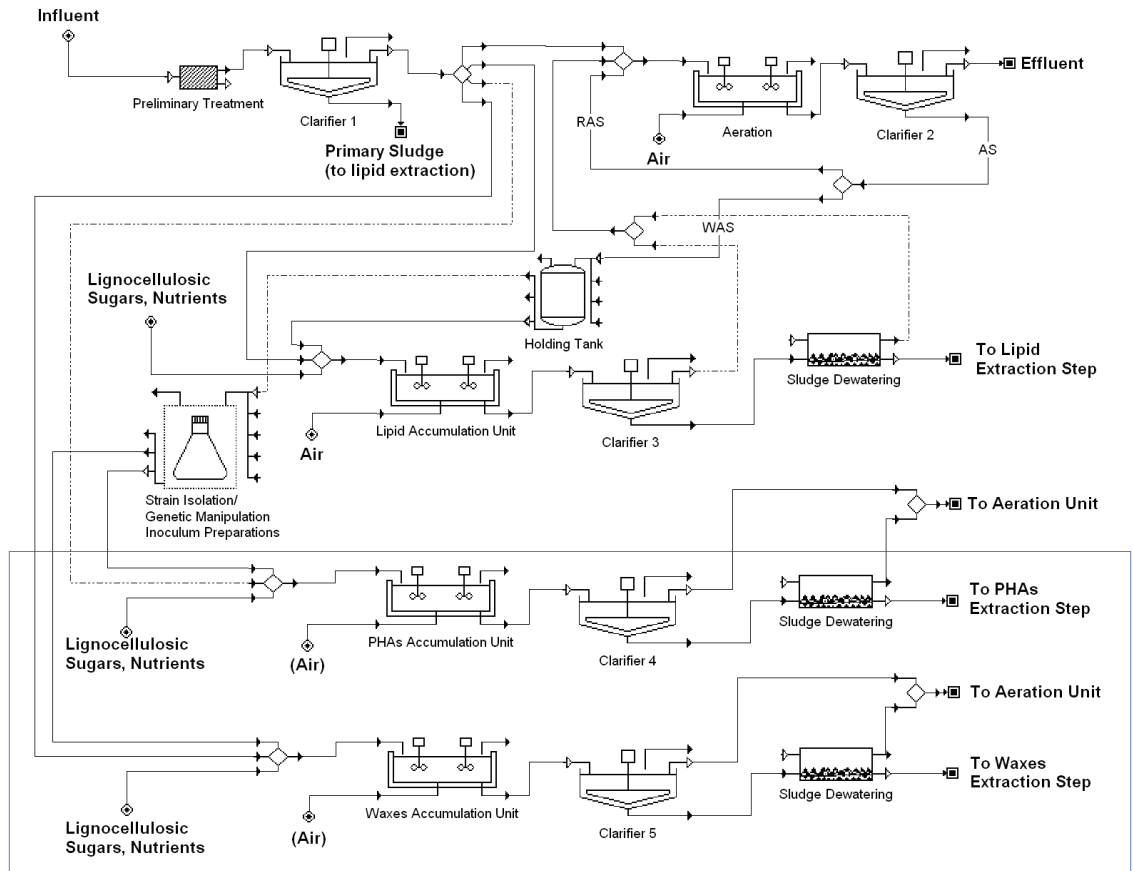 Influent
Preliminary Treatment
Clarifier 1
Primary Sludge
(to lipid extraction)
RAS
Air
Aeration
Clarifier 2
Effluent
AS
WAS
Lignocellulosic
Sugars, Nutrients
Holding Tank
Air
Lipid Accumulation Unit
Clarifier 3
Sludge Dewatering
To Lipid
Extraction Step
Strain Isolation/
Genetic Manipulation
Inoculum Preparations
To Aeration Unit
Lignocellulosic
Sugars, Nutrients
(Air)
PHAs Accumulation Unit
Clarifier 4
Sludge Dewatering
To PHAs
Extraction Step
To Aeration Unit
Lignocellulosic
Sugars, Nutrients
(Air)
Waxes Accumulation Unit
Clarifier 5
Sludge Dewatering
To Waxes
Extraction Step